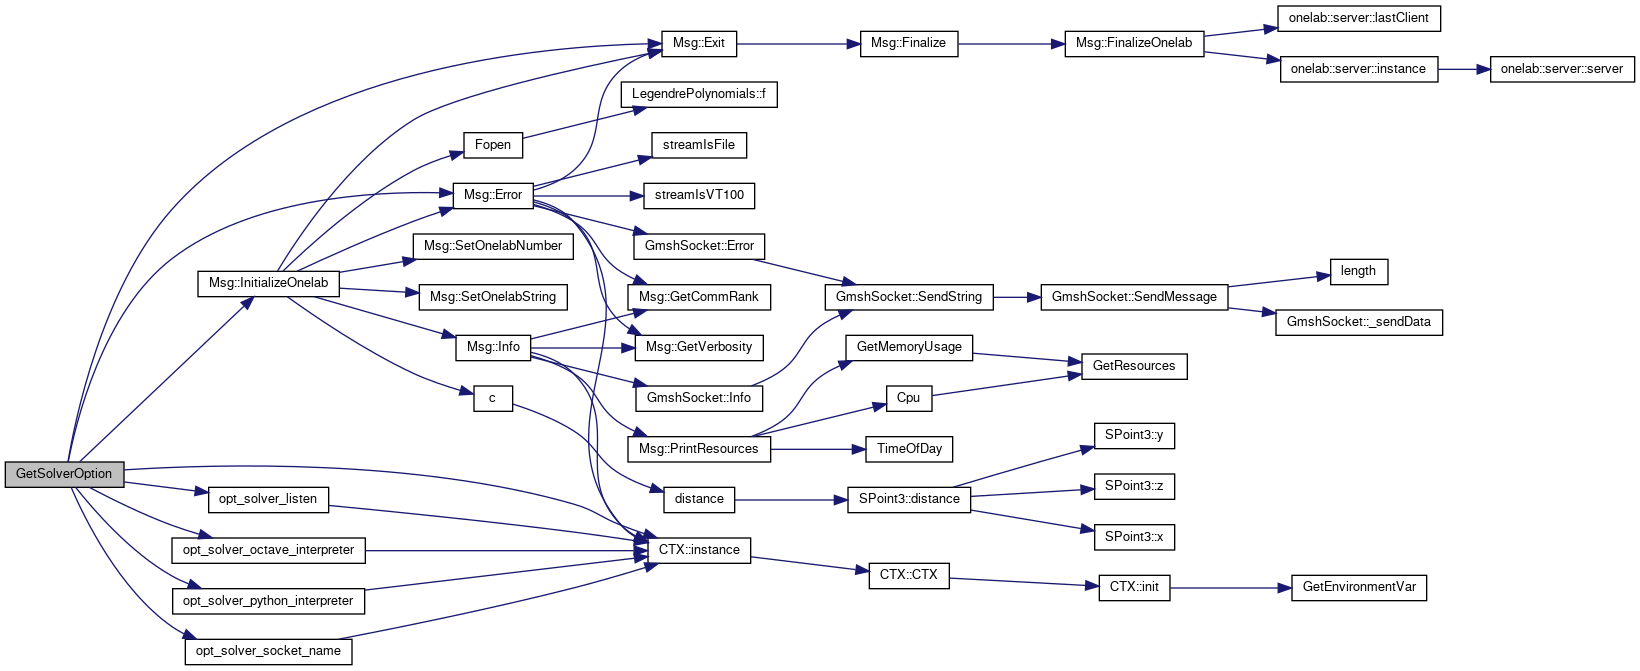 onelab::server::lastClient
Msg::Exit
Msg::Finalize
Msg::FinalizeOnelab
onelab::server::instance
onelab::server::server
LegendrePolynomials::f
Fopen
streamIsFile
Msg::Error
streamIsVT100
Msg::SetOnelabNumber
GmshSocket::Error
Msg::InitializeOnelab
length
Msg::SetOnelabString
Msg::GetCommRank
GmshSocket::SendString
GmshSocket::SendMessage
GmshSocket::_sendData
Msg::Info
Msg::GetVerbosity
GetMemoryUsage
GetResources
c
GmshSocket::Info
Cpu
Msg::PrintResources
TimeOfDay
SPoint3::y
GetSolverOption
opt_solver_listen
distance
SPoint3::distance
SPoint3::z
SPoint3::x
opt_solver_octave_interpreter
CTX::instance
CTX::CTX
CTX::init
GetEnvironmentVar
opt_solver_python_interpreter
opt_solver_socket_name